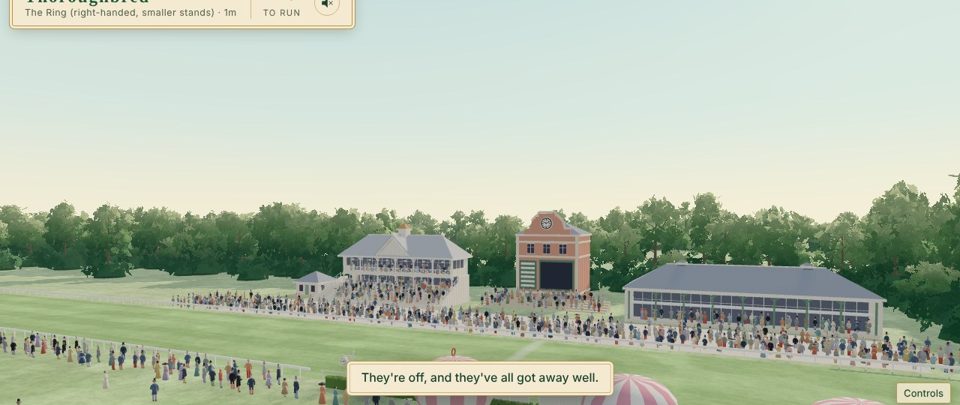 Thoroughbred
The Ring (right-handed, smaller stands) · 1m
TO RUN
They're off, and they've all got away well.
Controls